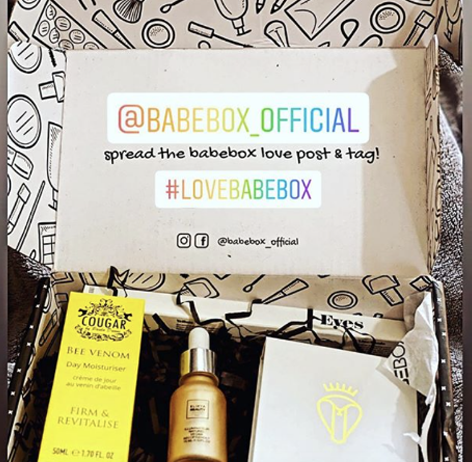 @BABEBOX_OFFICIAL
spread the babebox love post & tag!
#LOVEBABEBOX
@babebox_official
Eyes
COUGAR
BEE VENOM
Day Moisturiser
crème de jour
au venin d'abeille
FIRM &
REVITALISE
50ML e 1.70 FL. OZ
BEAUTY